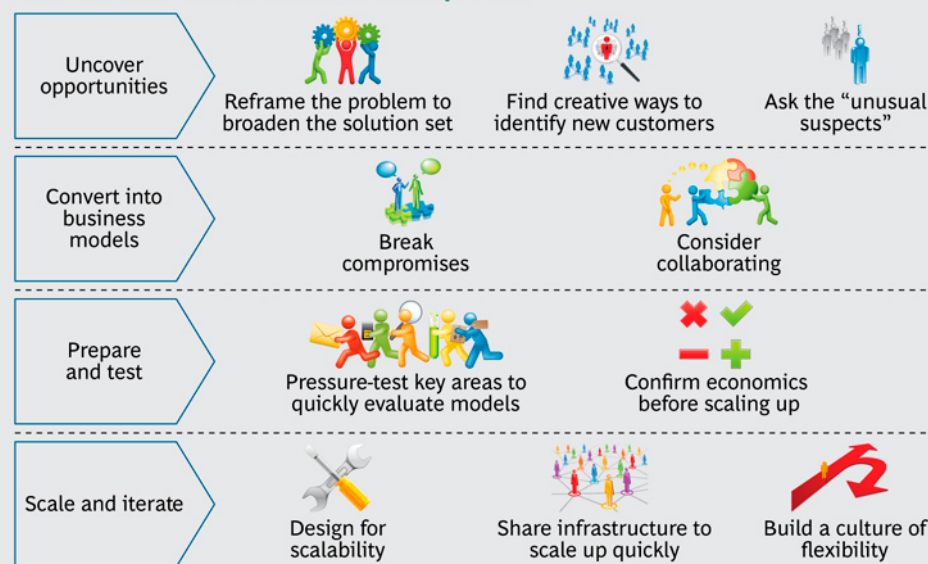 Uncover
opportunities
Reframe the problem to
broaden the solution set
Find creative ways to
identify new customers
Ask the “unusual
suspects”
Convert into
business
models
Break
compromises
Consider
collaborating
Prepare
and test
Pressure-test key areas to
quickly evaluate models
Confirm economics
before scaling up
Scale and iterate
Design for
scalability
Share infrastructure to
scale up quickly
Build a culture of
flexibility